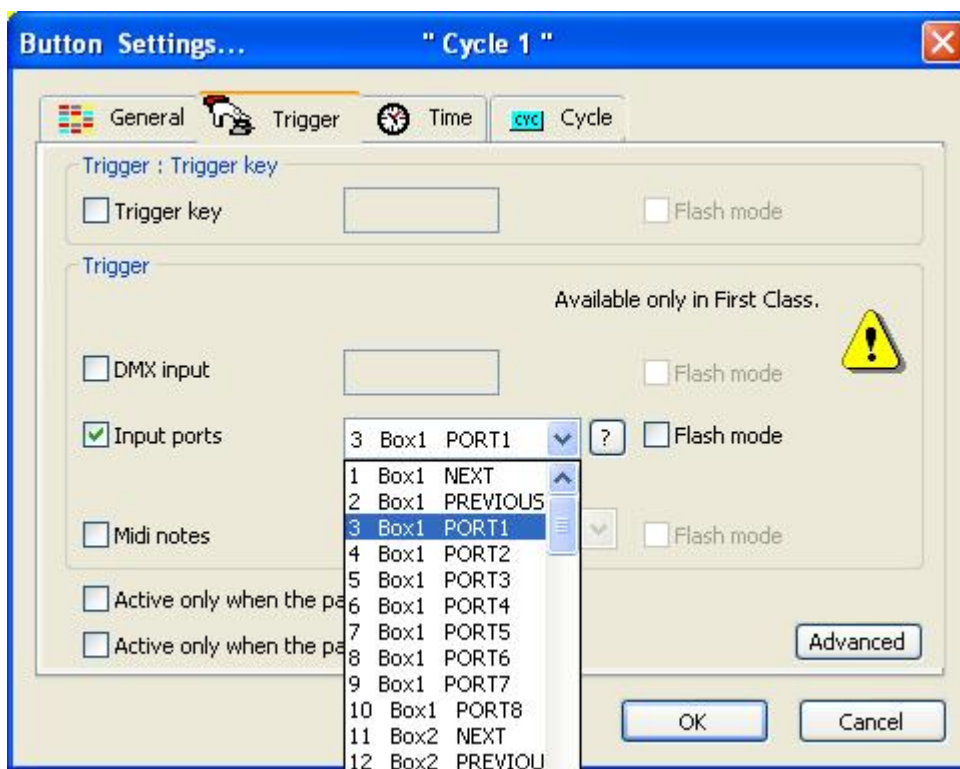 Button Settings... " Cycle 1 "
General Trigger Time CYC Cycle
Trigger : Trigger key
Trigger key Flash mode
Trigger
Available only in First Class.
DMX input Flash mode
Input ports 3 Box1 PORT1 ? Flash mode
1 Box1 NEXT
2 Box1 PREVIOUS
3 Box1 PORT1
Midi notes Flash mode
4 Box1 PORT2
5 Box1 PORT3
Active only when the pa
6 Box1 PORT4
7 Box1 PORT5
Active only when the pa Advanced
8 Box1 PORT6
9 Box1 PORT7
10 Box1 PORT8
11 Box2 NEXT
12 Box2 PREVIOU
OK Cancel